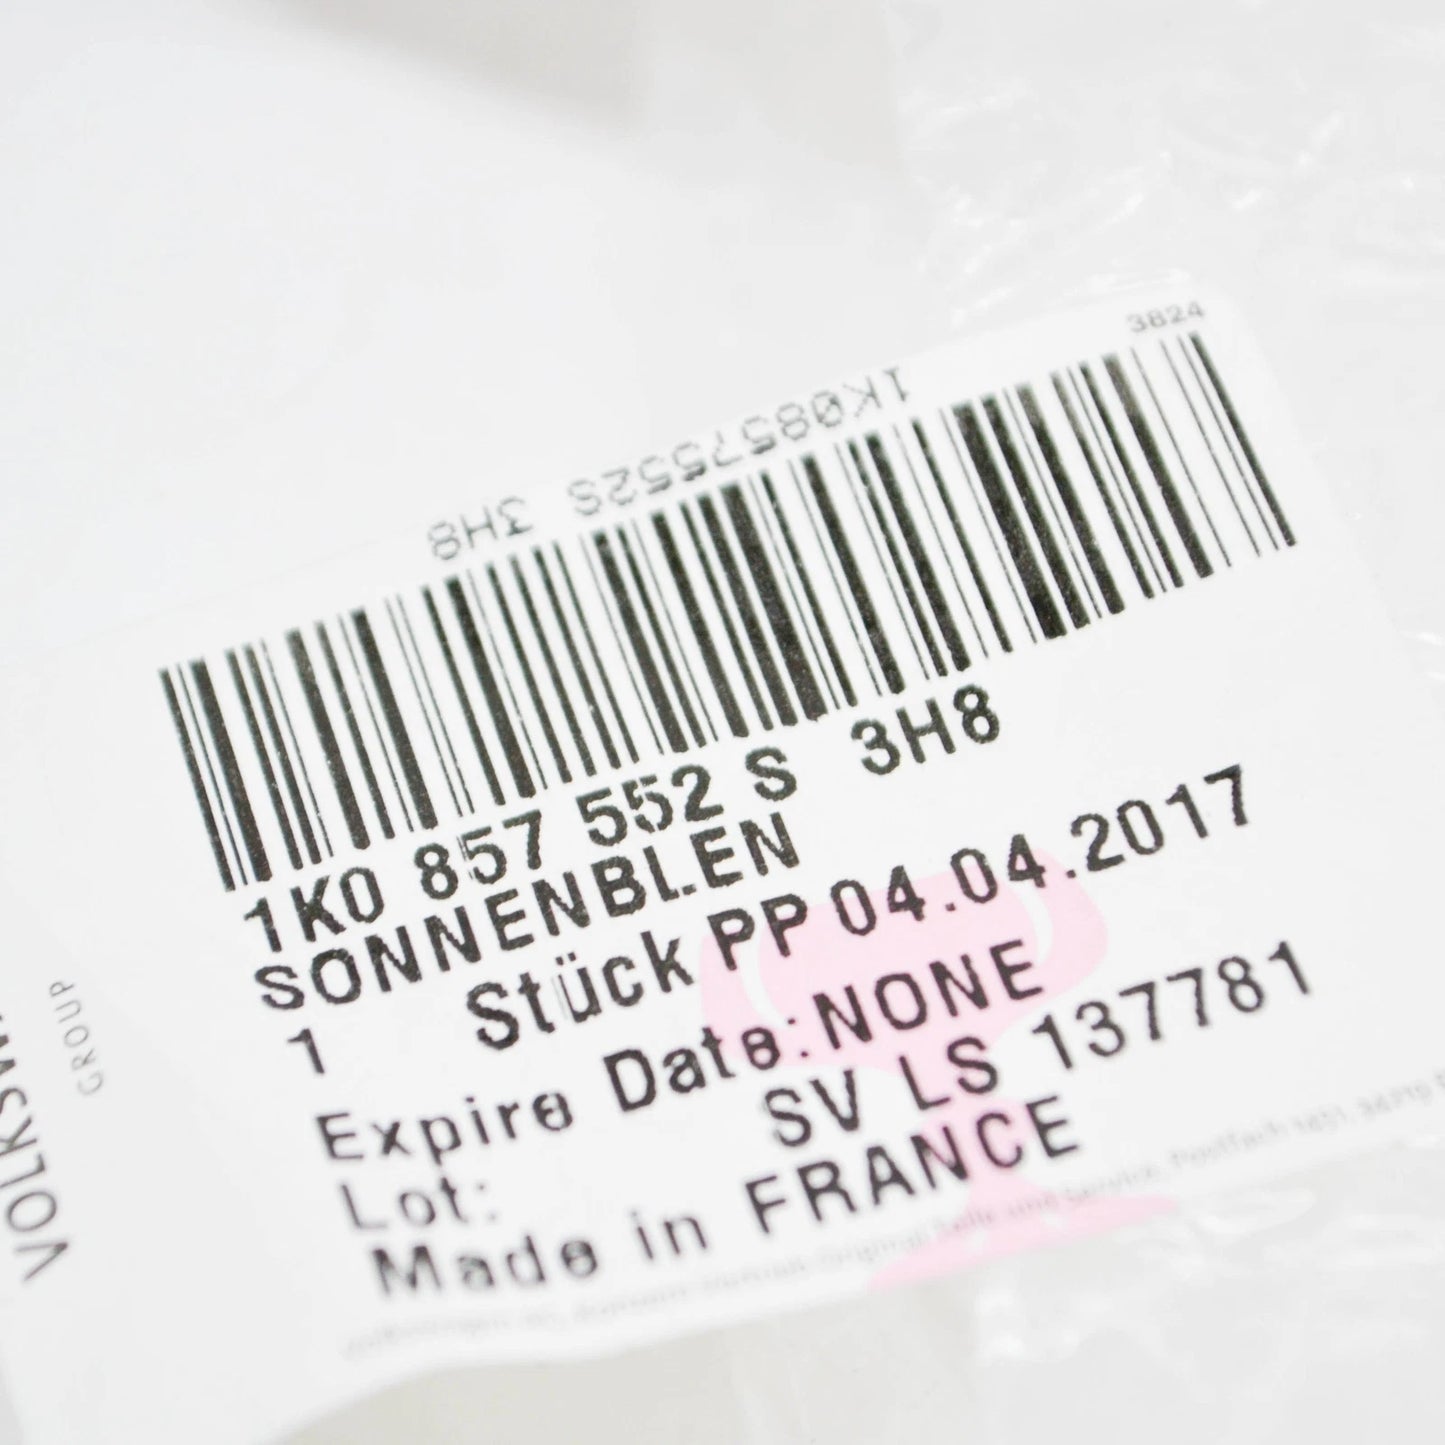 3824
1K0857552S 3H8
1K0 857 552 S 3H8
SONNENBLEN
1 Stück PP 04.04.2017
Expire Date: NONE
Lot: SV LS 137781
Made in FRANCE
GROUP